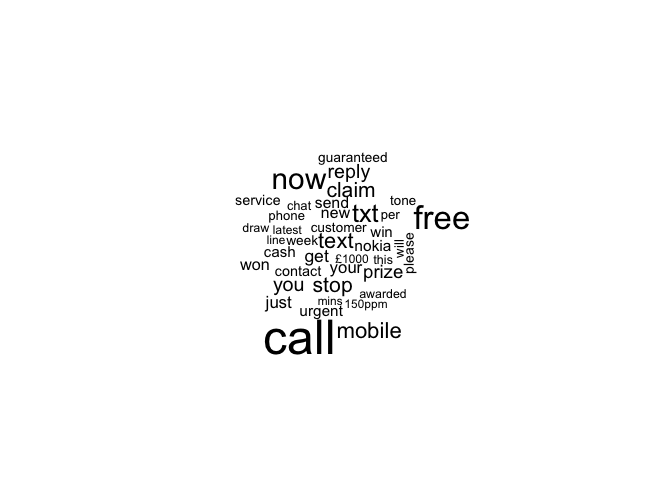 guaranteed
now reply
claim
service chat send tone
phone new txt per free
draw latest customer win
line week text nokia will please
cash get £1000 this
won contact your prize
you stop
just mins 150ppm awarded
urgent
call mobile